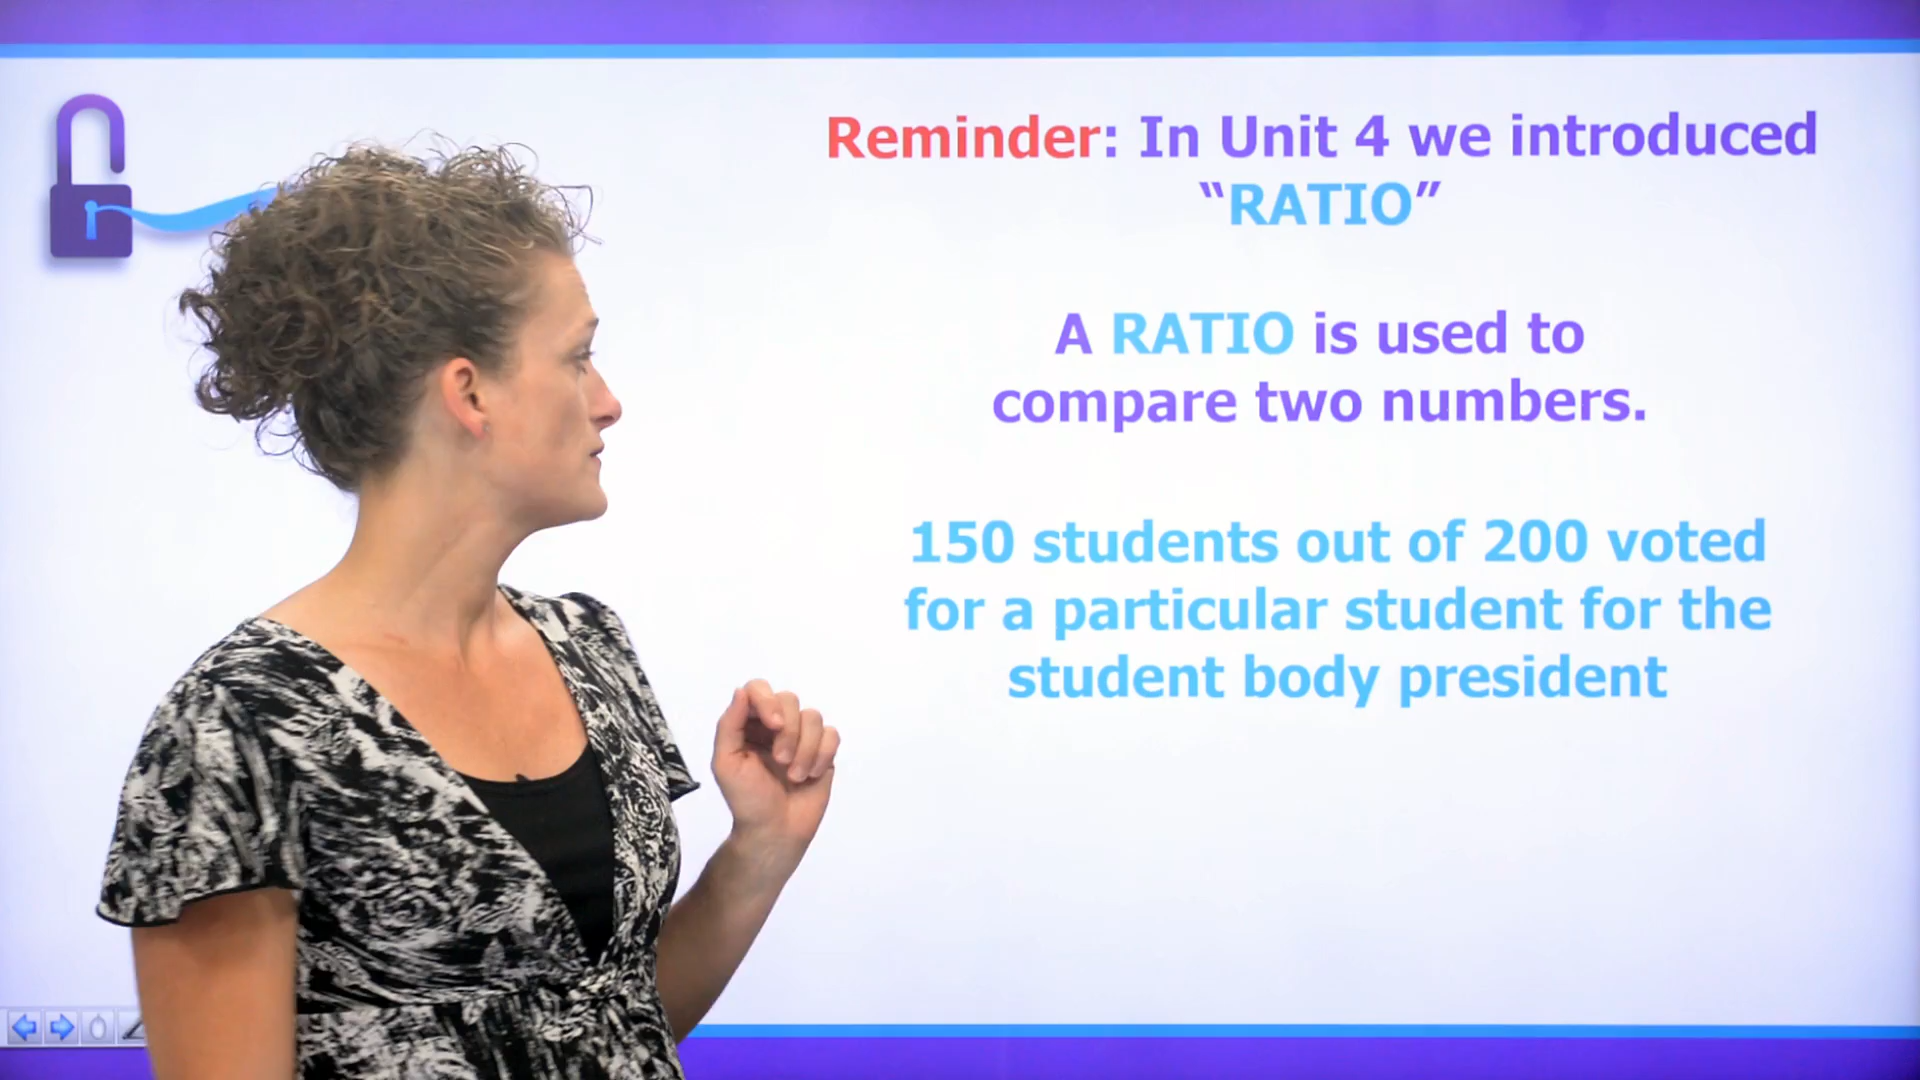 Reminder: In Unit 4 we introduced
“RATIO”
A RATIO is used to
compare two numbers.
150 students out of 200 voted
for a particular student for the
student body president